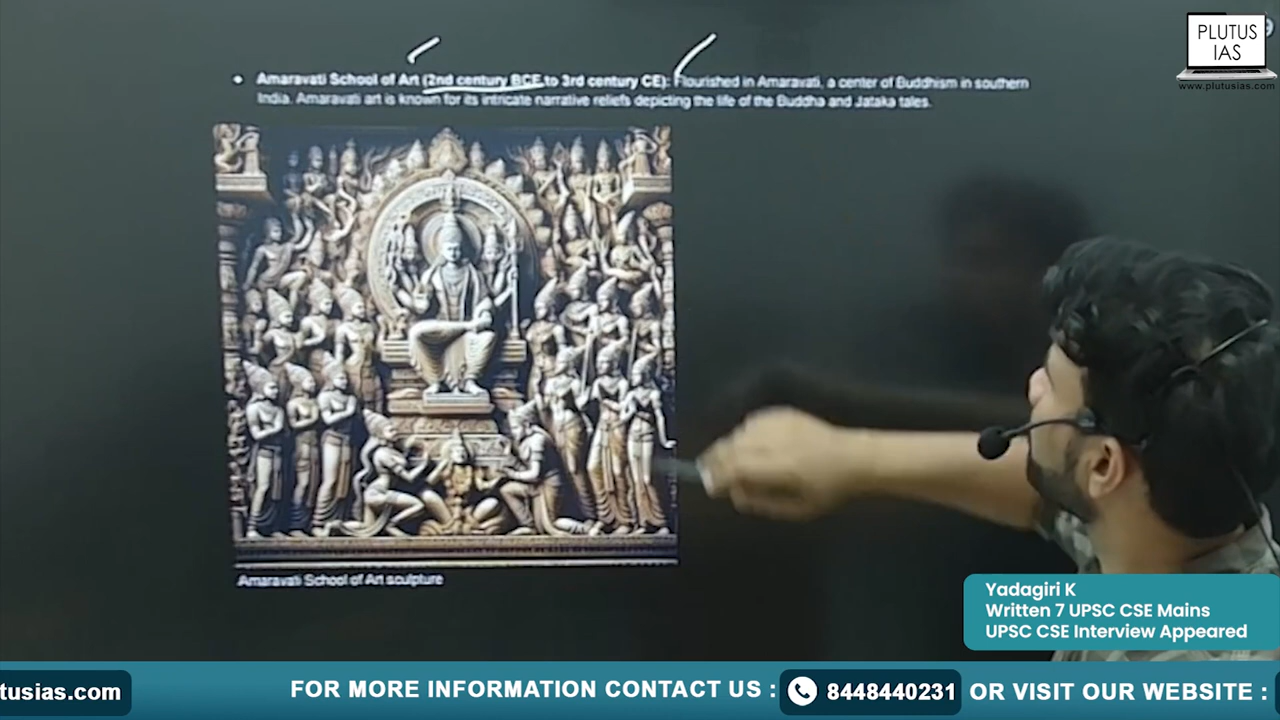 PLUTUS
IAS
www.plutusias.com
• Amaravati School of Art (2nd century BCE to 3rd century CE): Flourished in Amaravati, a center of Buddhism in southern
India. Amaravati art is known for its intricate narrative reliefs depicting the life of the Buddha and Jataka tales.
Amaravati School of Art sculpture
Yadagiri K
Written 7 UPSC CSE Mains
UPSC CSE Interview Appeared
tusias.com FOR MORE INFORMATION CONTACT US : 8448440231 OR VISIT OUR WEBSITE :